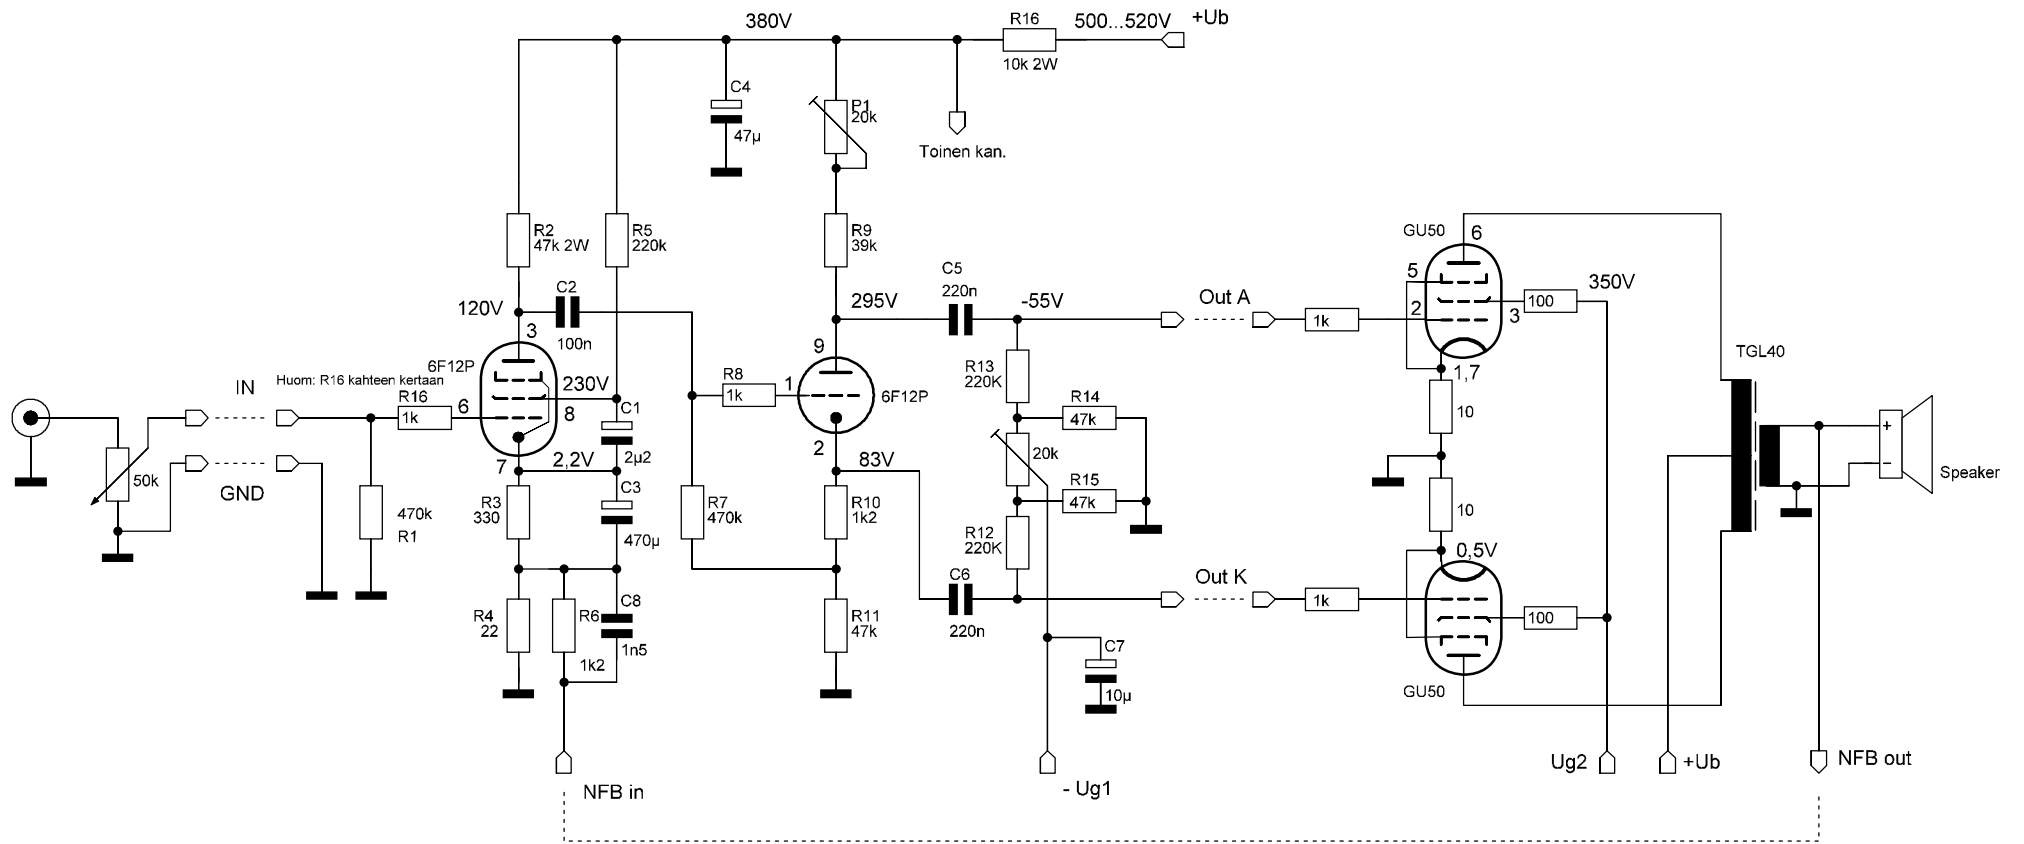 380V
R16
500...520V
+Ub
10k 2W
C4
47µ
P1
20k
Toinen kan.
R2
47k 2W
R5
220k
R9
39k
C2
120V
100n
3
6F12P
230V
8
C1
2µ2
IN
Huom: R16 kahteen kertaan
R16
1k
6
50k
GND
470k
R1
7
2,2V
R3
330
C3
470µ
R4
22
R6
1k2
C8
1n5
NFB in
R8
1k
1
9
6F12P
2
R7
470k
295V
83V
R10
1k2
R11
47k
C5
220n
-55V
R13
220K
R14
47k
20k
R15
47k
R12
220K
C6
220n
C7
10µ
- Ug1
Out A
1k
Out K
1k
GU50
6
5
2
3
100
350V
1,7
10
10
0,5V
100
GU50
TGL40
+
-
Speaker
Ug2
+Ub
NFB out